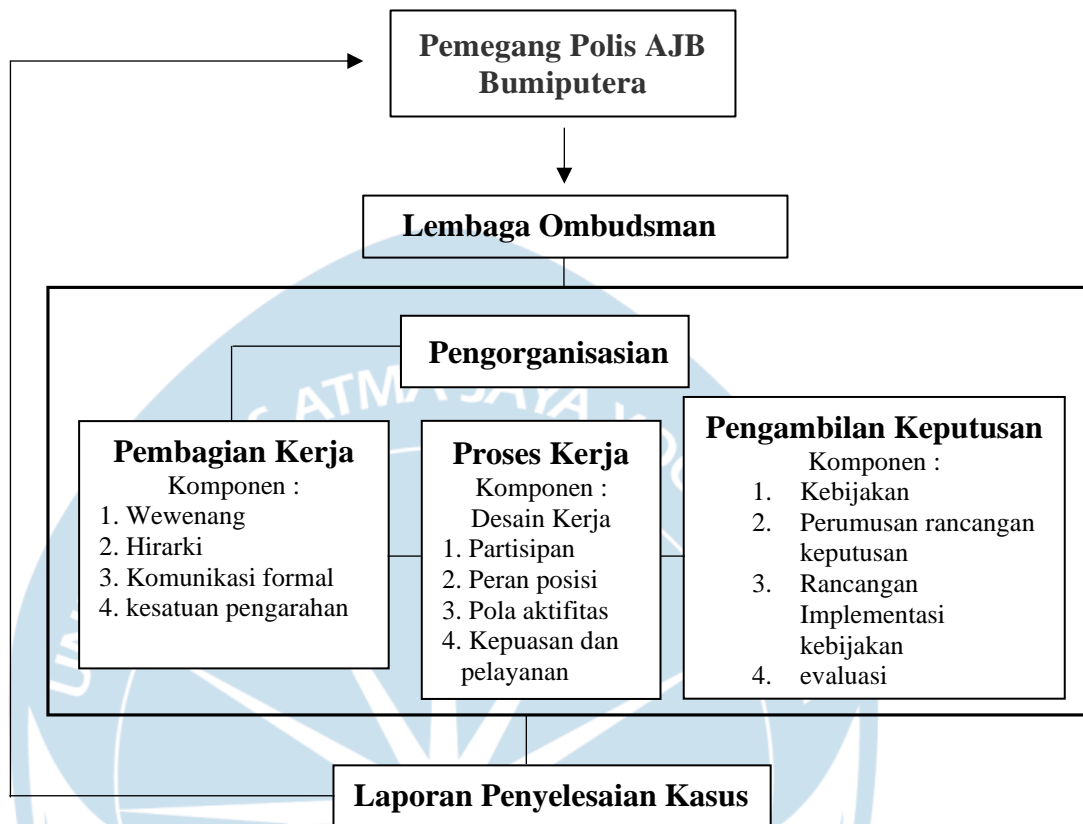 Pemegang Polis AJB
Bumiputera
Lembaga Ombudsman
Pengorganisasian
ATMA JAYA
Pembagian Kerja
Komponen :
1. Wewenang
2. Hirarki
3. Komunikasi formal
4. kesatuan pengarahan
Proses Kerja
Komponen :
Desain Kerja
1. Partisipan
2. Peran posisi
3. Pola aktifitas
4. Kepuasan dan
pelayanan
Pengambilan Keputusan
Komponen :
1. Kebijakan
2. Perumusan rancangan
keputusan
3. Rancangan
Implementasi
kebijakan
4. evaluasi
Laporan Penyelesaian Kasus